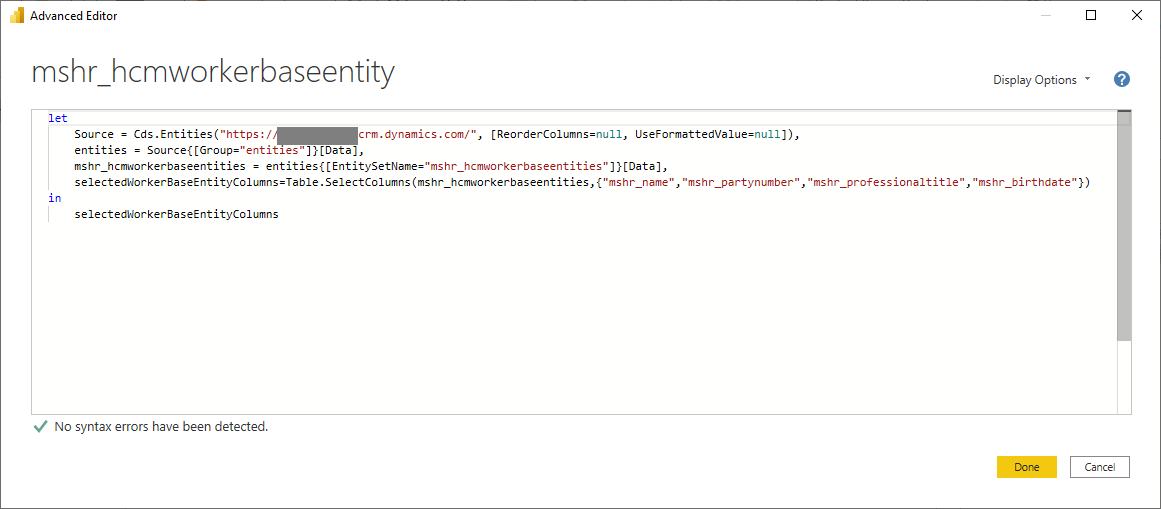 Advanced Editor
mshr_hcmworkerbaseentity
Display Options
?
let
Source = Cds.Entities("https:// crm.dynamics.com/", [ReorderColumns=null, UseFormattedValue=null]),
entities = Source{[Group="entities"]}[Data],
mshr_hcmworkerbaseentities = entities{[EntitySetName="mshr_hcmworkerbaseentities"]}[Data],
selectedWorkerBaseEntityColumns=Table.SelectColumns(mshr_hcmworkerbaseentities,{"mshr_name","mshr_partynumber","mshr_professionaltitle","mshr_birthdate"})
in
selectedWorkerBaseEntityColumns
No syntax errors have been detected.
Done
Cancel